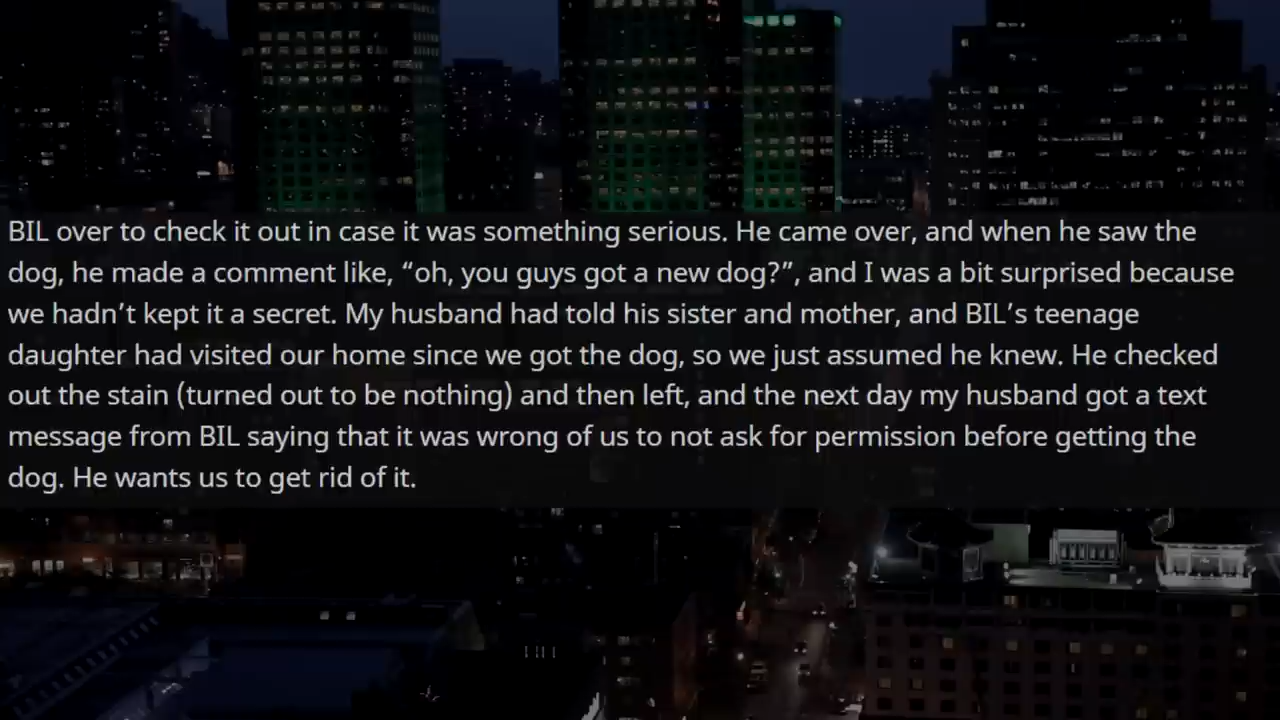 BIL over to check it out in case it was something serious. He came over, and when he saw the
dog, he made a comment like, “oh, you guys got a new dog?”, and I was a bit surprised because
we hadn’t kept it a secret. My husband had told his sister and mother, and BIL’s teenage
daughter had visited our home since we got the dog, so we just assumed he knew. He checked
out the stain (turned out to be nothing) and then left, and the next day my husband got a text
message from BIL saying that it was wrong of us to not ask for permission before getting the
dog. He wants us to get rid of it.